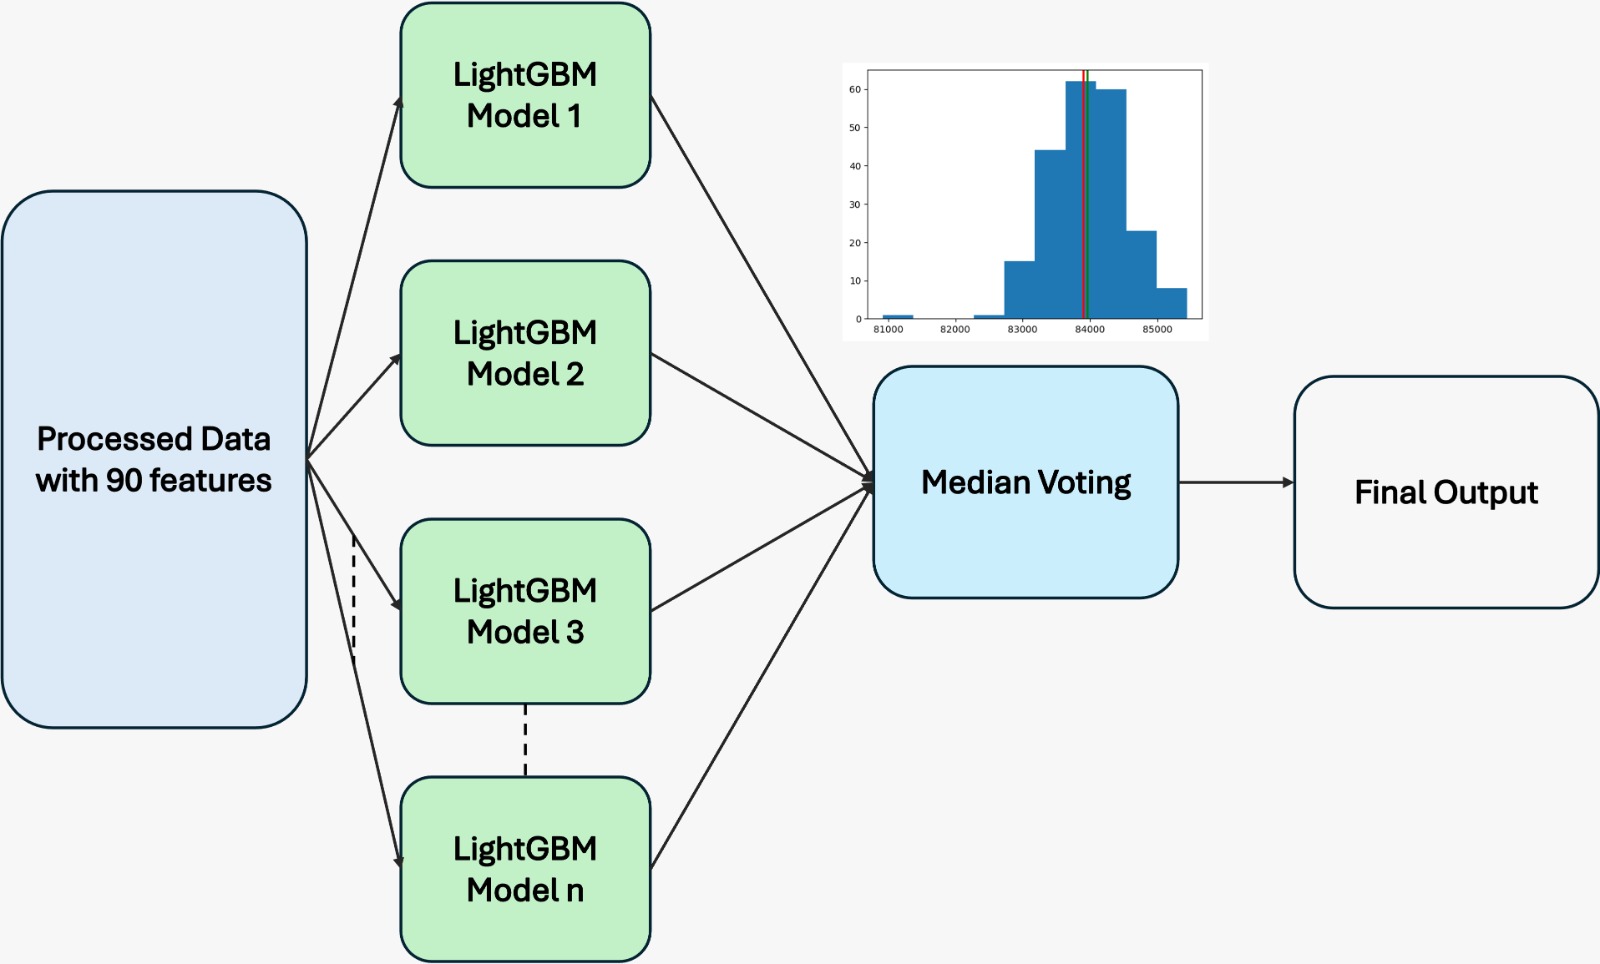 Processed Data
with 90 features
LightGBM
Model 1
LightGBM
Model 2
LightGBM
Model 3
LightGBM
Model n
60
50
40
30
20
10
0
81000
82000
83000
84000
85000
Median Voting
Final Output